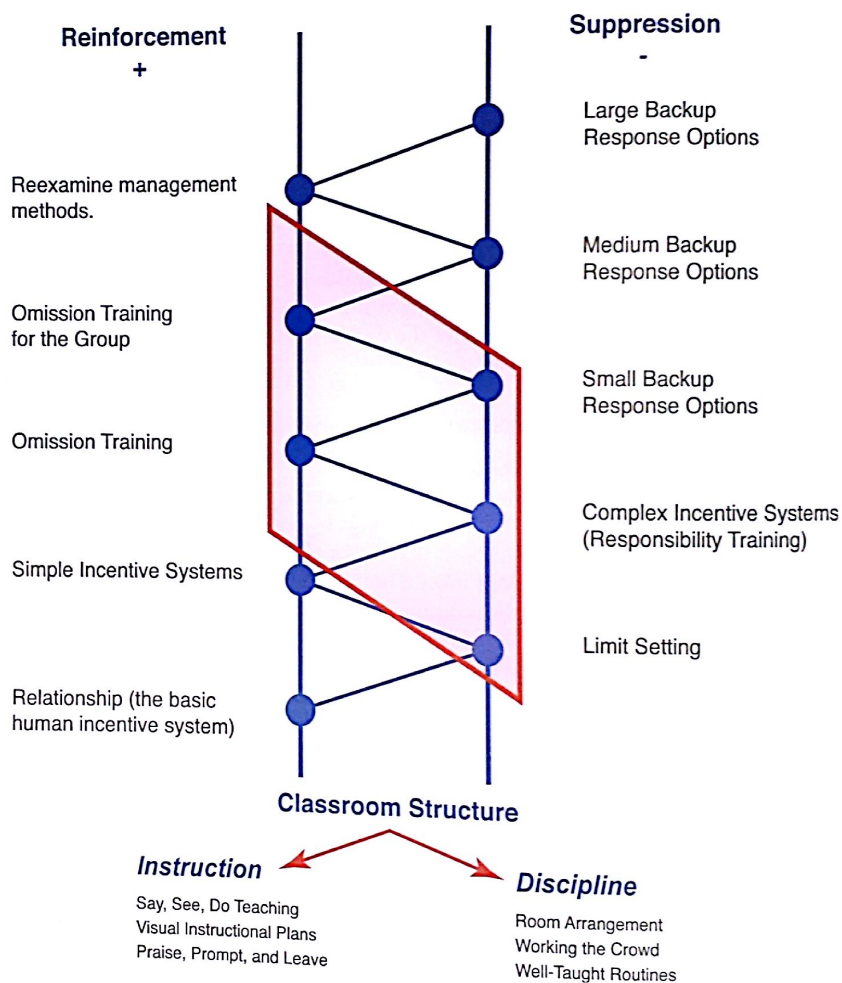 Reinforcement
+
Suppression
-
Large Backup
Response Options
Reexamine management
methods.
Medium Backup
Response Options
Omission Training
for the Group
Small Backup
Response Options
Omission Training
Complex Incentive Systems
(Responsibility Training)
Simple Incentive Systems
Limit Setting
Relationship (the basic
human incentive system)
Classroom Structure
Instruction
Say, See, Do Teaching
Visual Instructional Plans
Praise, Prompt, and Leave
Discipline
Room Arrangement
Working the Crowd
Well-Taught Routines